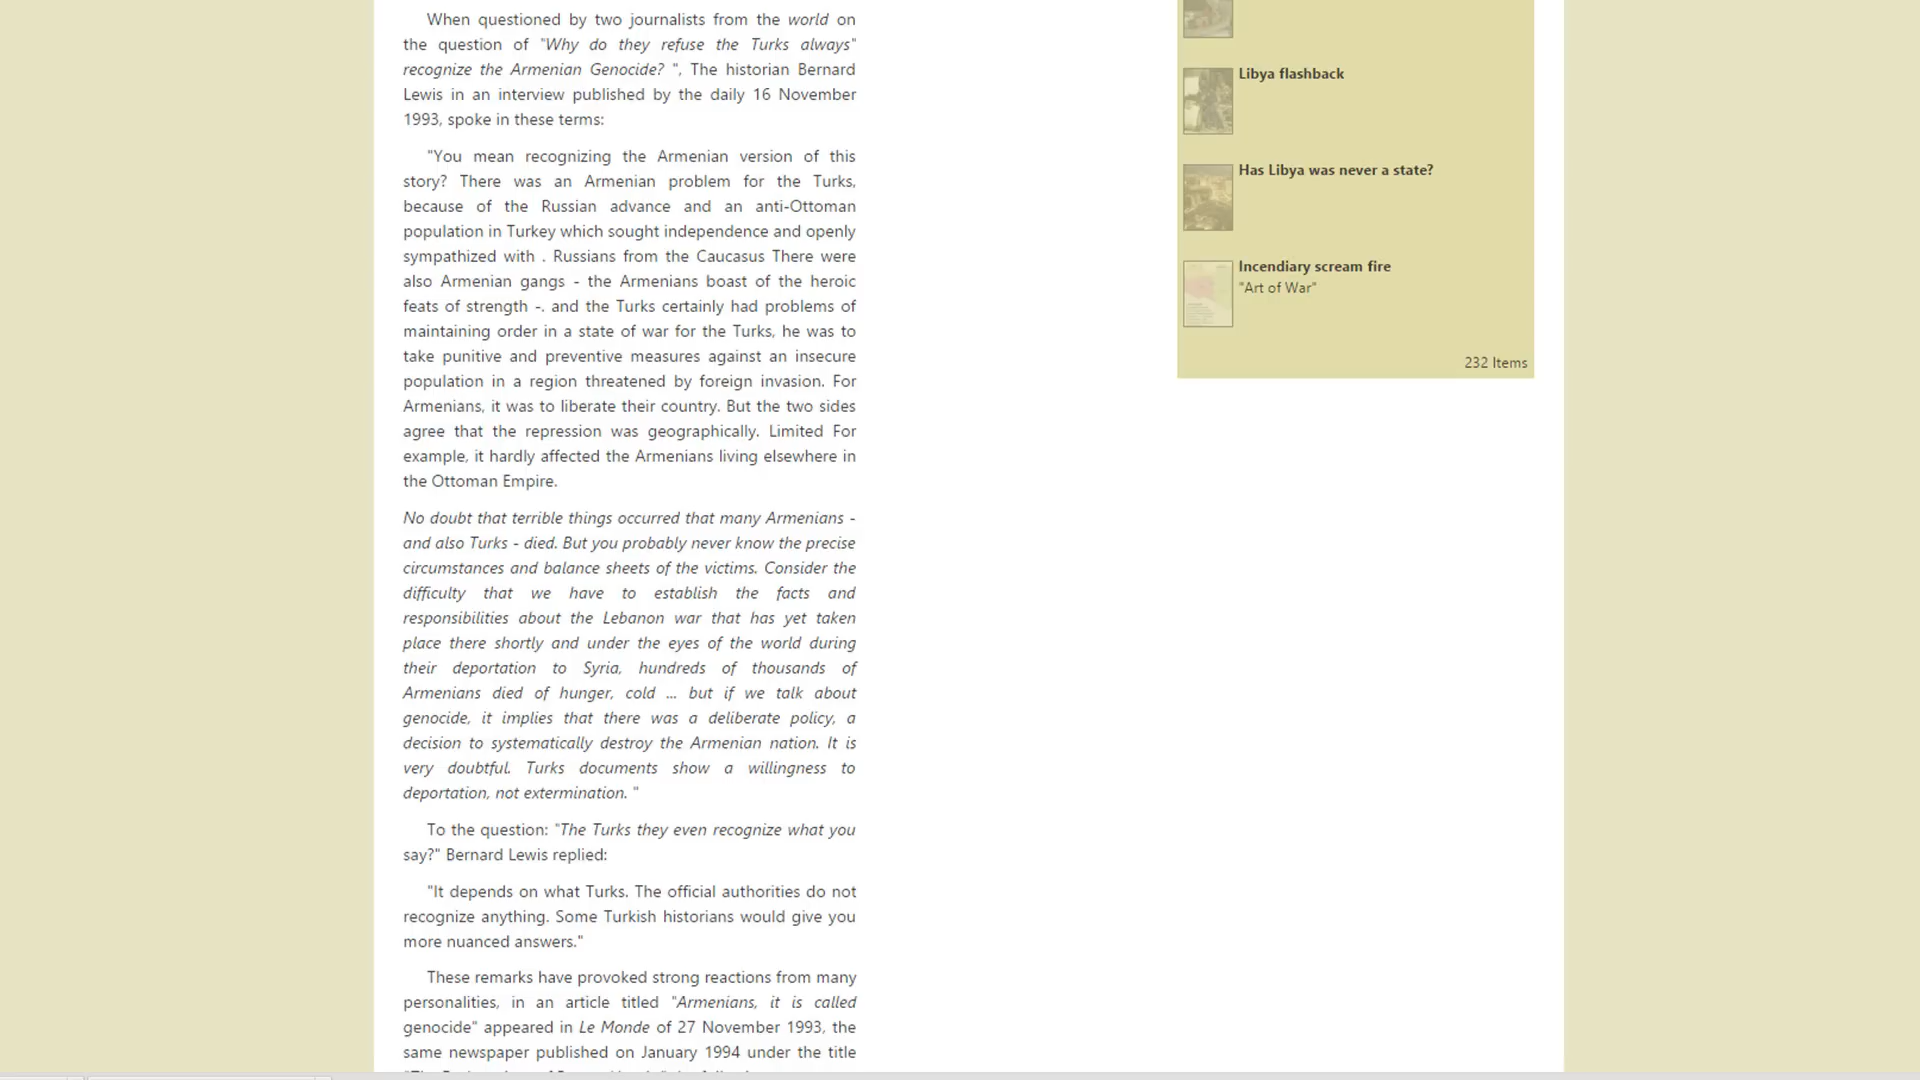 When questioned by two journalists from the world on
the question of "Why do they refuse the Turks always"
recognize the Armenian Genocide? ", The historian Bernard
Lewis in an interview published by the daily 16 November
1993, spoke in these terms:
"You mean recognizing the Armenian version of this
story? There was an Armenian problem for the Turks,
because of the Russian advance and an anti-Ottoman
population in Turkey which sought independence and openly
sympathized with . Russians from the Caucasus There were
also Armenian gangs - the Armenians boast of the heroic
feats of strength -. and the Turks certainly had problems of
maintaining order in a state of war for the Turks, he was to
take punitive and preventive measures against an insecure
population in a region threatened by foreign invasion. For
Armenians, it was to liberate their country. But the two sides
agree that the repression was geographically. Limited For
example, it hardly affected the Armenians living elsewhere in
the Ottoman Empire.
No doubt that terrible things occurred that many Armenians -
and also Turks - died. But you probably never know the precise
circumstances and balance sheets of the victims. Consider the
difficulty that we have to establish the facts and
responsibilities about the Lebanon war that has yet taken
place there shortly and under the eyes of the world during
their deportation to Syria, hundreds of thousands of
Armenians died of hunger, cold ... but if we talk about
genocide, it implies that there was a deliberate policy, a
decision to systematically destroy the Armenian nation. It is
very doubtful. Turks documents show a willingness to
deportation, not extermination. "
To the question: "The Turks they even recognize what you
say?" Bernard Lewis replied:
"It depends on what Turks. The official authorities do not
recognize anything. Some Turkish historians would give you
more nuanced answers."
These remarks have provoked strong reactions from many
personalities, in an article titled "Armenians, it is called
genocide" appeared in Le Monde of 27 November 1993, the
same newspaper published on January 1994 under the title
Libya flashback
Has Libya was never a state?
Incendiary scream fire
"Art of War"
232 Items